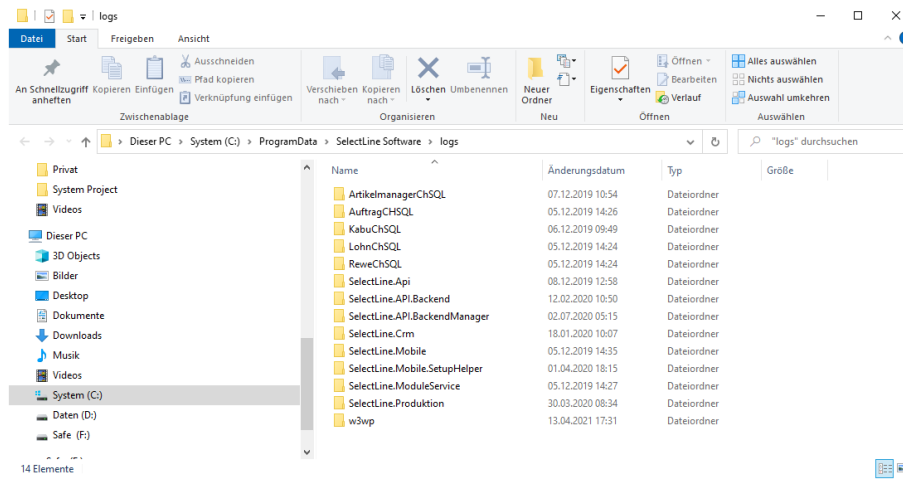 logs
Datei Start Freigeben Ansicht
An Schnellzugriff anheften
Kopieren
Einfügen
Ausschneiden
Pfad kopieren
Verknüpfung einfügen
Zwischenablage
Verschieben nach
Kopieren nach
Löschen
Umbenennen
Organisieren
Neuer Ordner
Neu
Eigenschaften
Öffnen
Bearbeiten
Verlauf
Öffnen
Alles auswählen
Nichts auswählen
Auswahl umkehren
Auswählen
Dieser PC > System (C:) > ProgramData > SelectLine Software > logs
"logs" durchsuchen
Privat
System Project
Videos
Dieser PC
3D Objects
Bilder
Desktop
Dokumente
Downloads
Musik
Videos
System (C:)
Daten (D:)
Safe (F:)
Name Änderungsdatum Typ Größe
ArtikelmanagerChSQL 07.12.2019 10:54 Dateiordner
AuftragCHSQL 05.12.2019 14:26 Dateiordner
KabuChSQL 06.12.2019 09:49 Dateiordner
LohnChSQL 05.12.2019 14:24 Dateiordner
ReweChSQL 05.12.2019 14:24 Dateiordner
SelectLine.Api 08.12.2019 12:58 Dateiordner
SelectLine.API.Backend 12.02.2020 10:50 Dateiordner
SelectLine.API.BackendManager 02.07.2020 05:15 Dateiordner
SelectLine.Crm 18.01.2020 10:07 Dateiordner
SelectLine.Mobile 05.12.2019 14:35 Dateiordner
SelectLine.Mobile.SetupHelper 01.04.2020 18:15 Dateiordner
SelectLine.ModuleService 05.12.2019 14:27 Dateiordner
SelectLine.Produktion 30.03.2020 08:34 Dateiordner
w3wp 13.04.2021 17:31 Dateiordner
14 Elemente